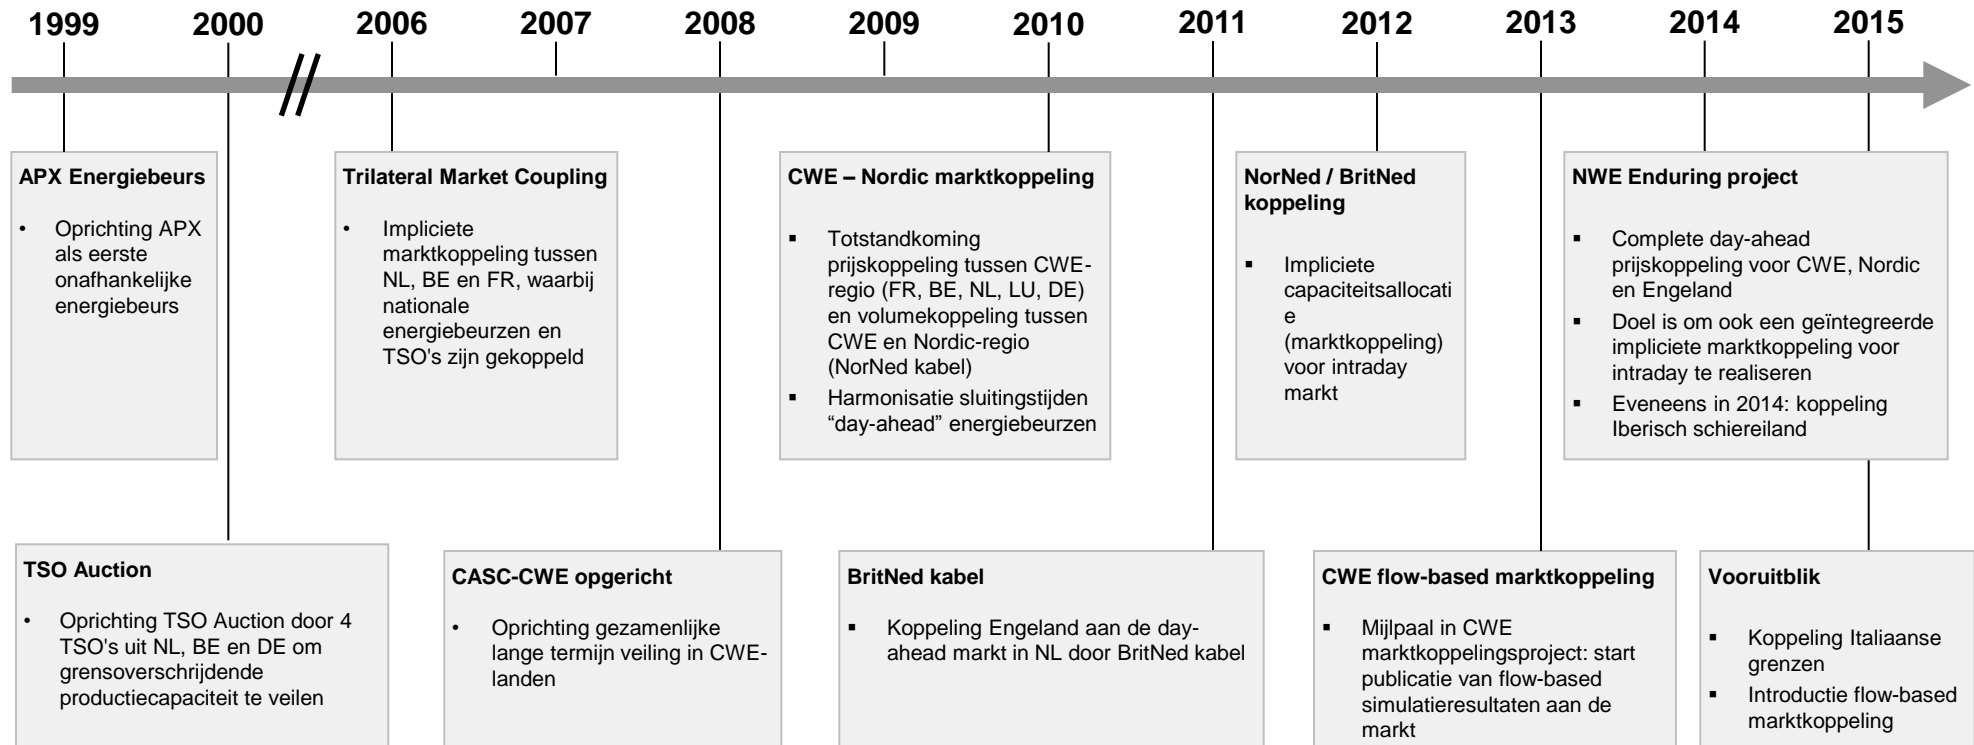 1999 2000 2006 2007 2008 2009 2010 2011 2012 2013 2014 2015
APX Energiebeurs
• Oprichting APX
als eerste
onafhankelijke
energiebeurs
Trilateral Market Coupling
• Impliciete
marktkoppeling tussen
NL, BE en FR, waarbij
nationale
energiebeurzen en
TSO's zijn gekoppeld
CWE – Nordic marktkoppeling
▪ Totstandkoming
prijskoppeling tussen CWE-
regio (FR, BE, NL, LU, DE)
en volumekoppeling tussen
CWE en Nordic-regio
(NorNed kabel)
▪ Harmonisatie sluitingstijden
“day-ahead” energiebeurzen
NorNed / BritNed
koppeling
▪ Impliciete
capaciteitsallocati
e
(marktkoppeling)
voor intraday
markt
NWE Enduring project
▪ Complete day-ahead
prijskoppeling voor CWE, Nordic
en Engeland
▪ Doel is om ook een geïntegreerde
impliciete marktkoppeling voor
intraday te realiseren
▪ Eveneens in 2014: koppeling
Iberisch schiereiland
TSO Auction
• Oprichting TSO Auction door 4
TSO's uit NL, BE en DE om
grensoverschrijdende
productiecapaciteit te veilen
CASC-CWE opgericht
• Oprichting gezamenlijke
lange termijn veiling in CWE-
landen
BritNed kabel
▪ Koppeling Engeland aan de day-
ahead markt in NL door BritNed kabel
CWE flow-based marktkoppeling
▪ Mijlpaal in CWE
marktkoppelingsproject: start
publicatie van flow-based
simulatieresultaten aan de
markt
Vooruitblik
▪ Koppeling Italiaanse
grenzen
▪ Introductie flow-based
marktkoppeling